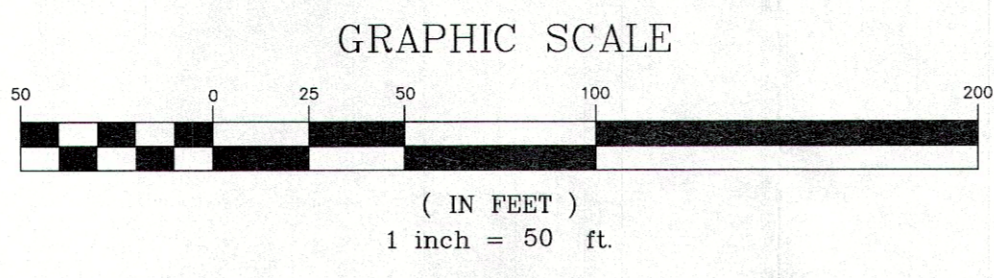 GRAPHIC SCALE
50 0 25 50 100 200
( IN FEET )
1 inch = 50 ft.